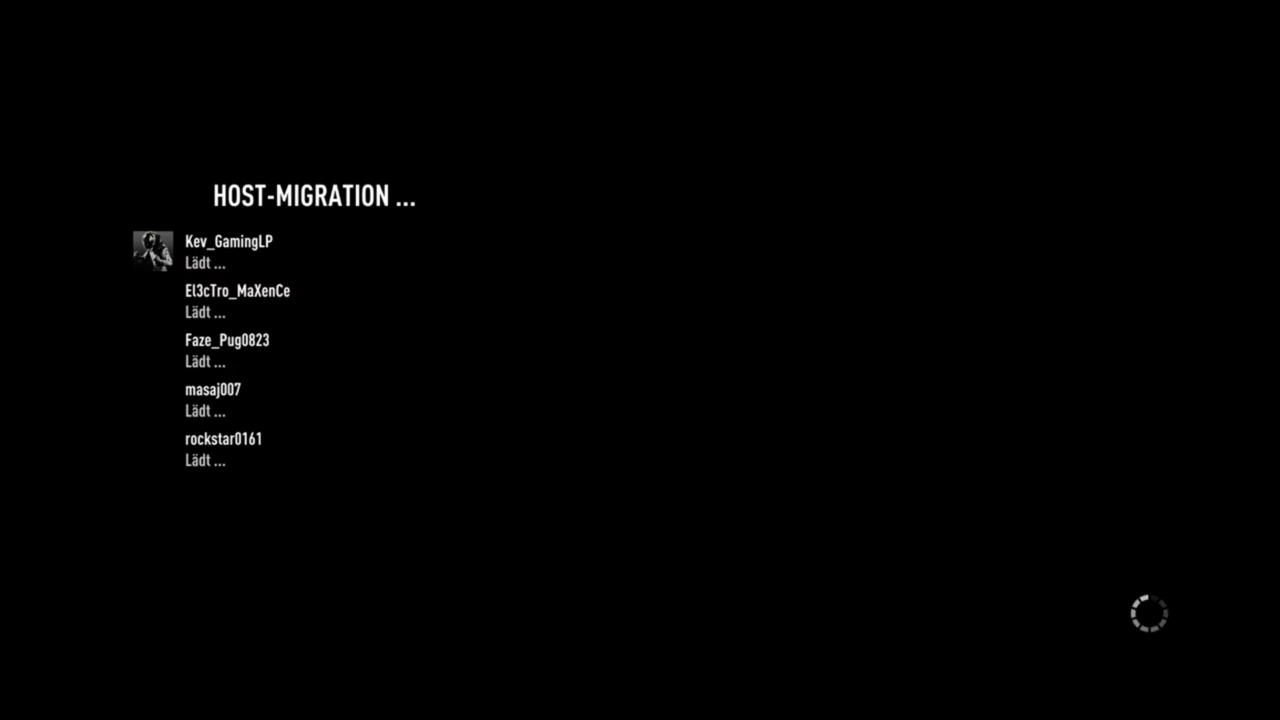 HOST-MIGRATION ...
Kev_GamingLP
Lädt ...
El3cTro_MaXenCe
Lädt ...
Faze_Pug0823
Lädt ...
masaj007
Lädt ...
rockstar0161
Lädt ...